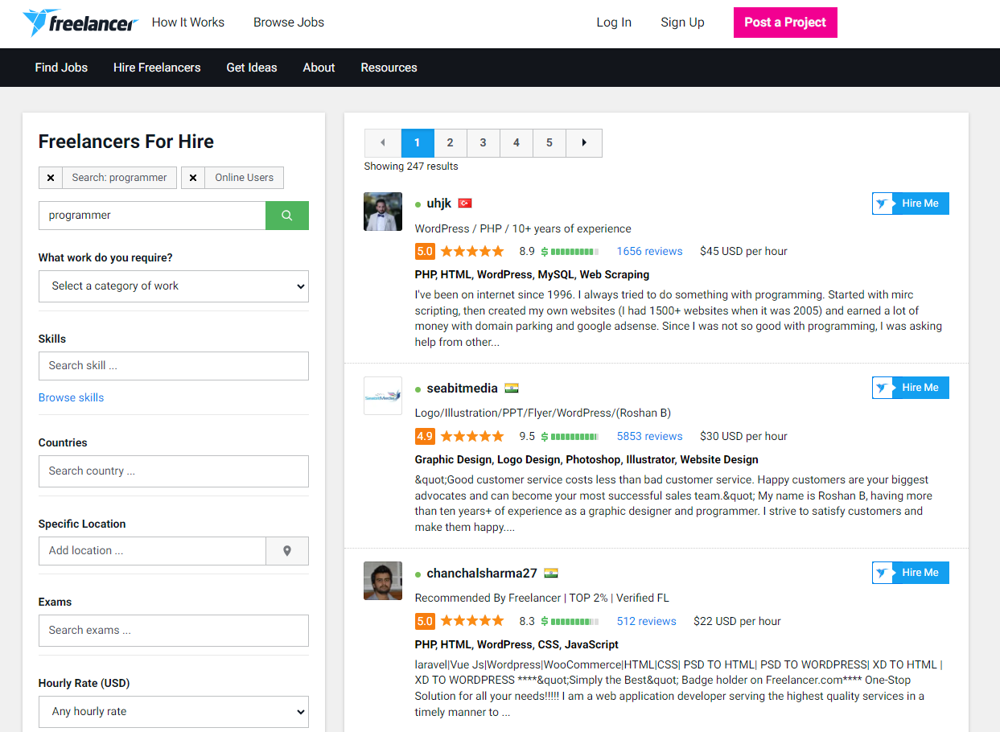 freelancer How It Works Browse Jobs Log In Sign Up Post a Project
Find Jobs Hire Freelancers Get Ideas About Resources
Freelancers For Hire
Search: programmer Online Users
programmer
What work do you require?
Select a category of work
Skills
Search skill ...
Browse skills
Countries
Search country ...
Specific Location
Add location ...
Exams
Search exams ...
Hourly Rate (USD)
Any hourly rate
1 2 3 4 5
Showing 247 results
uhjk Hire Me
WordPress / PHP / 10+ years of experience
5.0 8.9 $ 1656 reviews $45 USD per hour
PHP, HTML, WordPress, MySQL, Web Scraping
I've been on internet since 1996. I always tried to do something with programming. Started with mirc
scripting, then created my own websites (I had 1500+ websites when it was 2005) and earned a lot of
money with domain parking and google adsense. Since I was not so good with programming, I was asking
help from other...
SeabitMedia
seabitmedia Hire Me
Logo/Illustration/PPT/Flyer/WordPress/(Roshan B)
4.9 9.5 $ 5853 reviews $30 USD per hour
Graphic Design, Logo Design, Photoshop, Illustrator, Website Design
&quot;Good customer service costs less than bad customer service. Happy customers are your biggest
advocates and can become your most successful sales team.&quot; My name is Roshan B, having more
than ten years+ of experience as a graphic designer and programmer. I strive to satisfy customers and
make them happy....
chanchalsharma27 Hire Me
Recommended By Freelancer | TOP 2% | Verified FL
5.0 8.3 $ 512 reviews $22 USD per hour
PHP, HTML, WordPress, CSS, JavaScript
laravel|Vue Js|Wordpress|WooCommerce|HTML|CSS| PSD TO HTML| PSD TO WORDPRESS| XD TO HTML |
XD TO WORDPRESS ****&quot;Simply the Best&quot; Badge holder on Freelancer.com**** One-Stop
Solution for all your needs!!!!! I am a web application developer serving the highest quality services in a
timely manner to ...